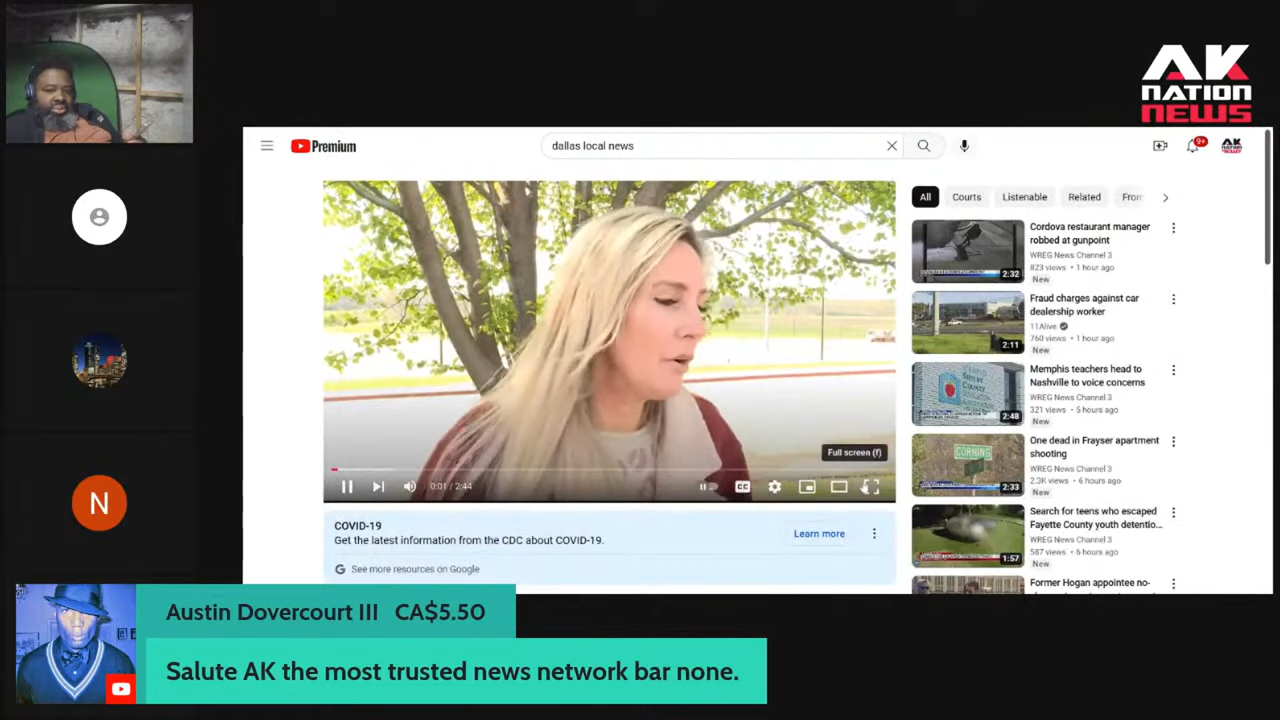 AK
NATION
NEWS
Premium
dallas local news
9+
All
Courts
Listenable
Related
From
Cordova restaurant manager
robbed at gunpoint
WREG News Channel 3
823 views • 1 hour ago
New
2:32
Fraud charges against car
dealership worker
11Alive
760 views • 1 hour ago
New
2:11
Memphis teachers head to
Nashville to voice concerns
WREG News Channel 3
321 views • 5 hours ago
New
2:48
One dead in Frayser apartment
shooting
WREG News Channel 3
2.3K views • 6 hours ago
New
CORNING
2:33
Search for teens who escaped
Fayette County youth detentio...
WREG News Channel 3
587 views • 6 hours ago
New
1:57
Former Hogan appointee no-
Full screen (f)
0:01 / 2:44
CC
COVID-19
Get the latest information from the CDC about COVID-19.
Learn more
See more resources on Google
N
Austin Dovercourt III CA$5.50
Salute AK the most trusted news network bar none.